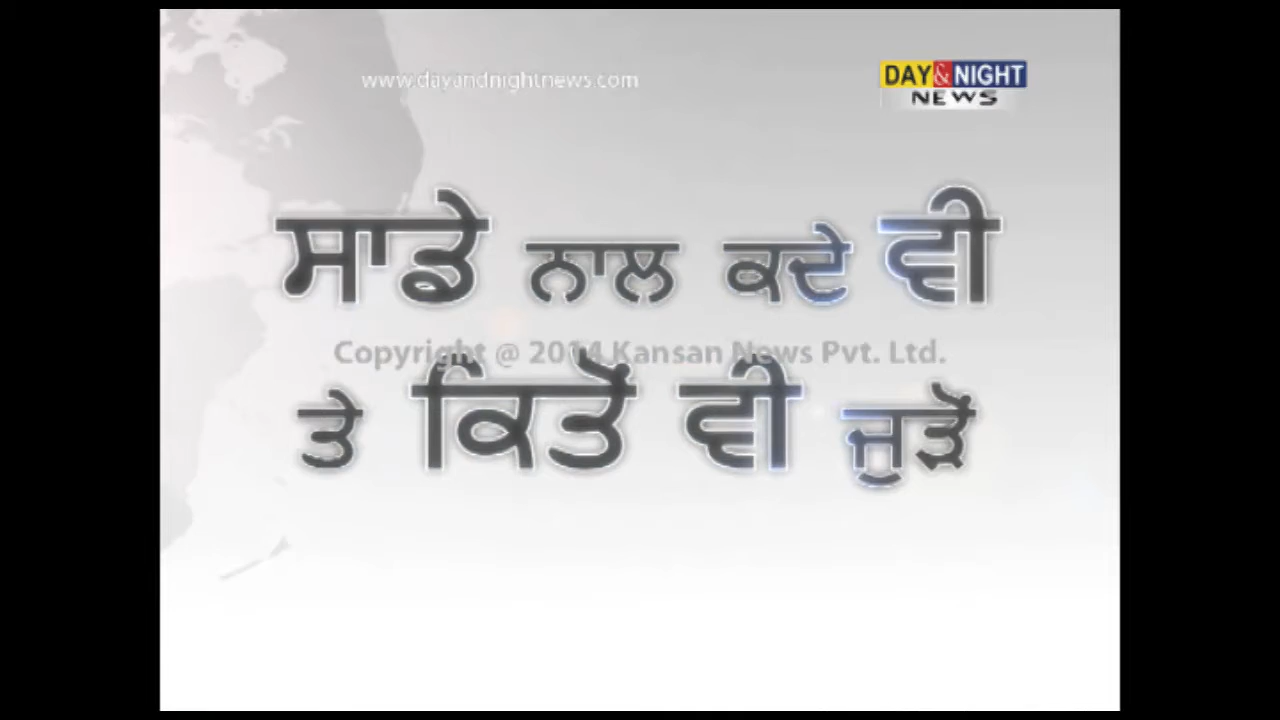 www.dayandnightnews.com
DAY & NIGHT
NEWS
ਸਾਡੇ ਨਾਲ ਕਦੇ ਵੀ
Copyright @ 2014 Kansan News Pvt. Ltd.
ਤੇ ਕਿਤੋਂ ਵੀ ਜੁੜੋਂ